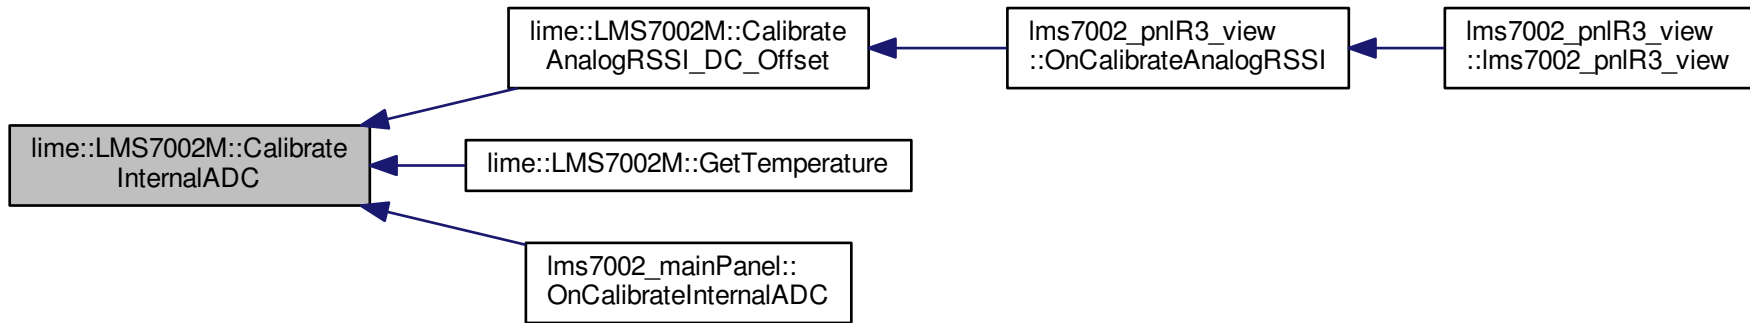 lime::LMS7002M::Calibrate
AnalogRSSI_DC_Offset
lms7002_pnlR3_view
::OnCalibrateAnalogRSSI
lms7002_pnlR3_view
::lms7002_pnlR3_view
lime::LMS7002M::Calibrate
InternalADC
lime::LMS7002M::GetTemperature
lms7002_mainPanel::
OnCalibrateInternalADC